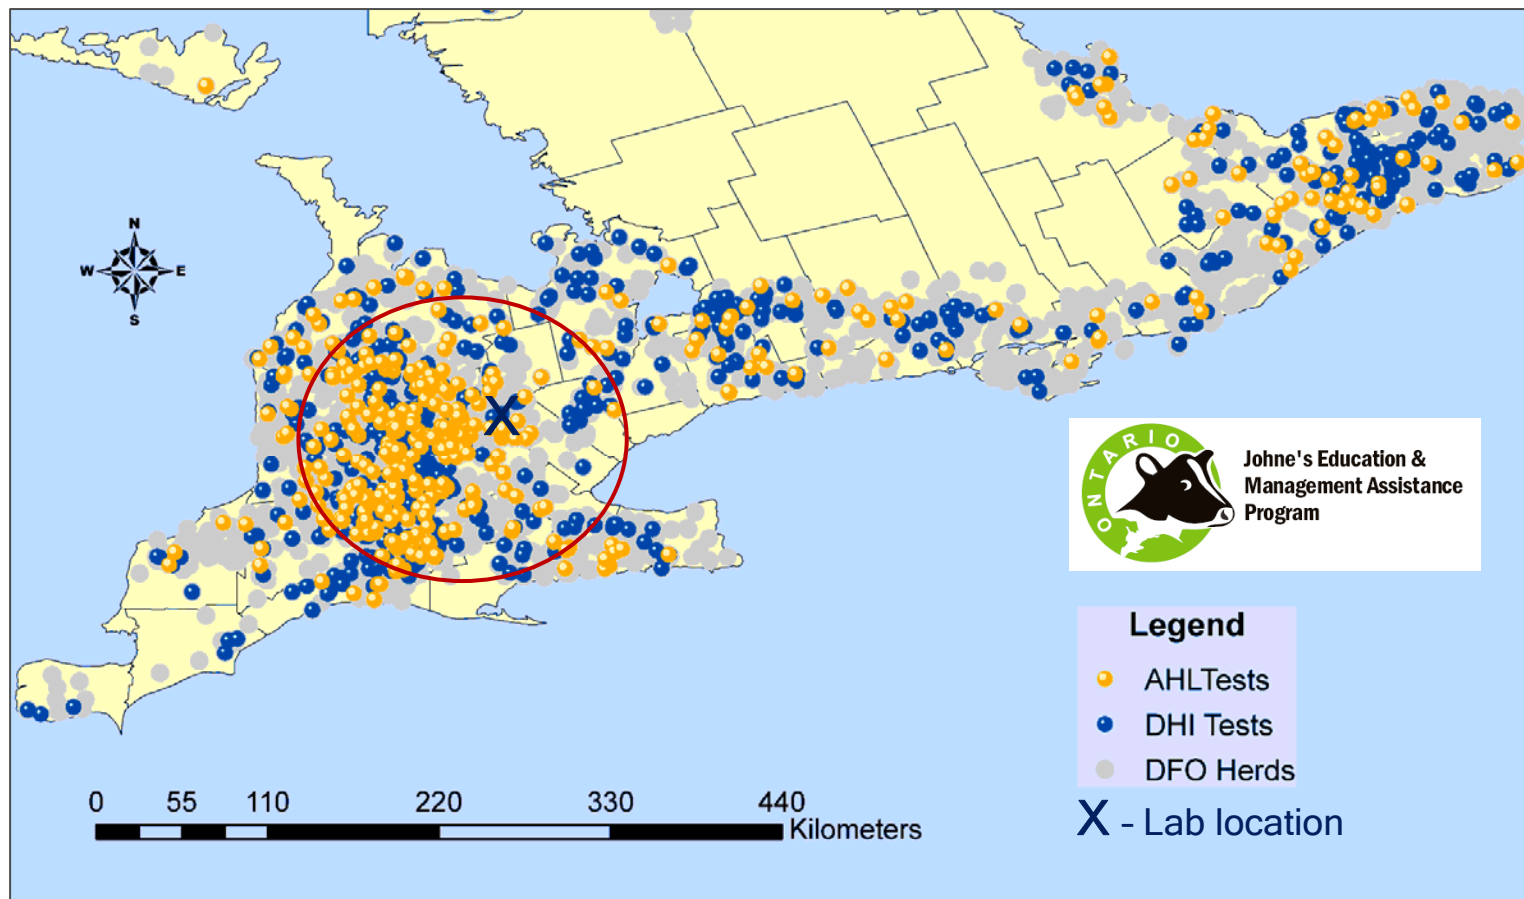 N
W E
S
ONTARIO
Johne's Education &
Management Assistance
Program
Legend
AHLTests
DHI Tests
DFO Herds
X - Lab location
X
0 55 110 220 330 440
Kilometers